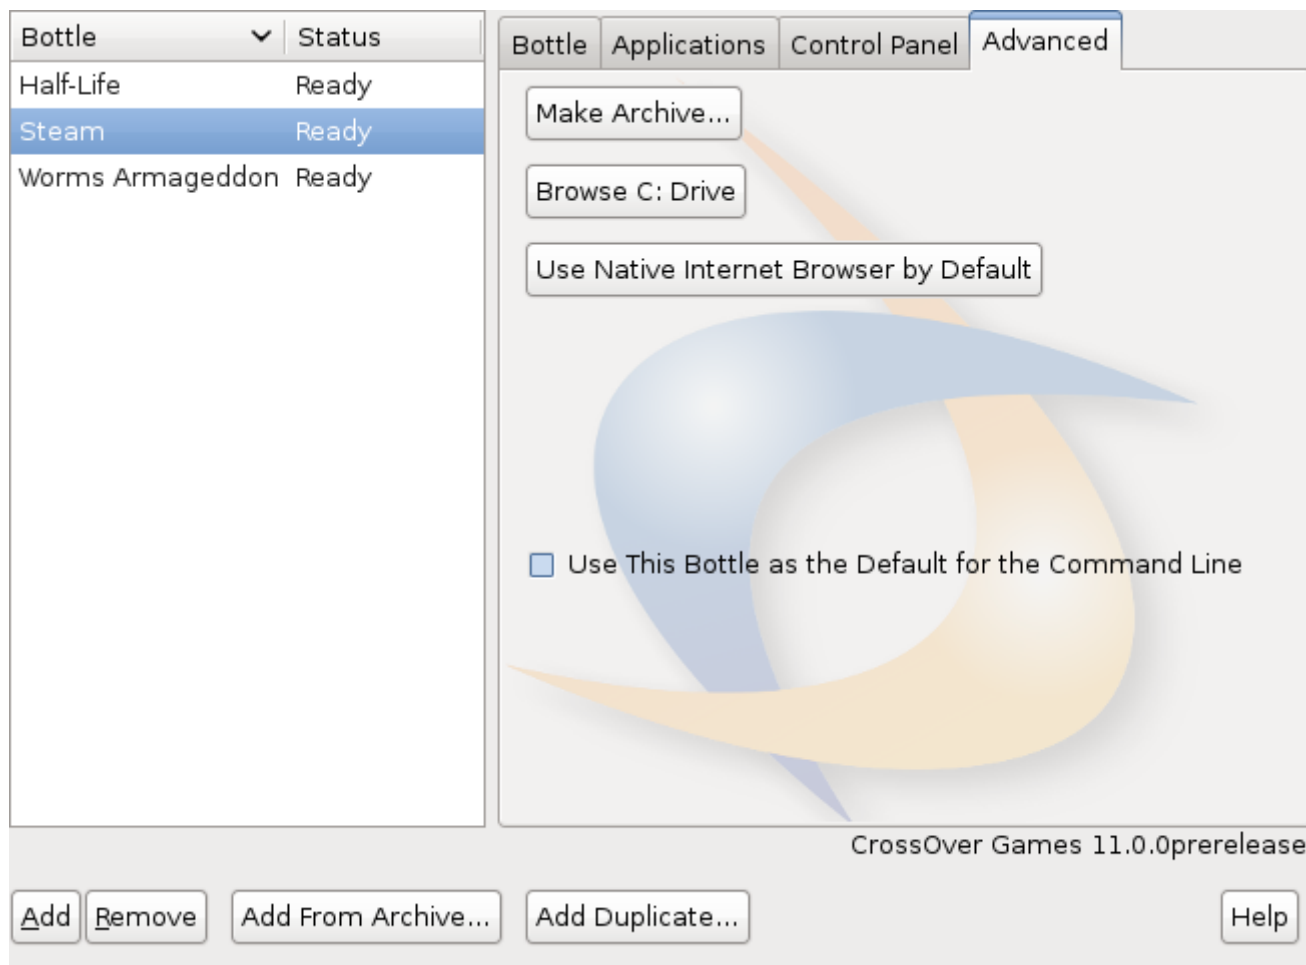 Bottle Status
Half-Life Ready
Steam Ready
Worms Armageddon Ready
Bottle Applications Control Panel Advanced
Make Archive...
Browse C: Drive
Use Native Internet Browser by Default
Use This Bottle as the Default for the Command Line
CrossOver Games 11.0.0prerelease
Add Remove Add From Archive... Add Duplicate... Help